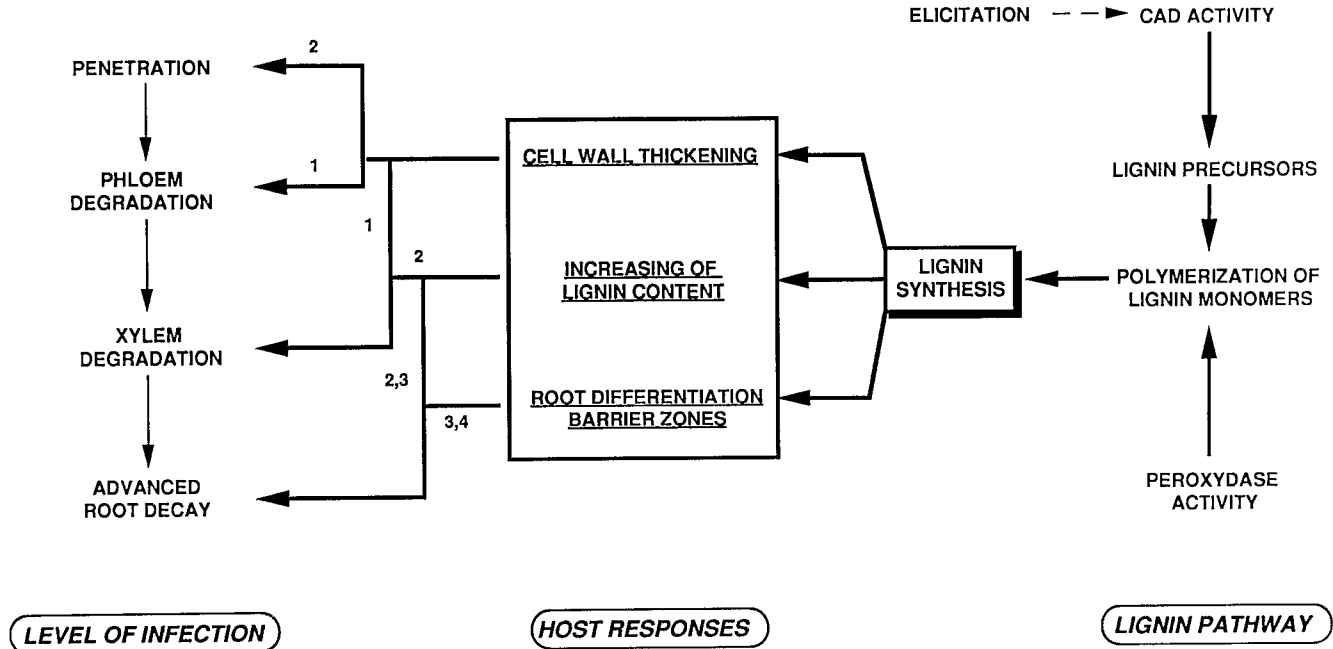 ELICITATION
CAD ACTIVITY
2
PENETRATION
1
PHLOEM
DEGRADATION
1
2
XYLEM
DEGRADATION
2,3
3,4
ADVANCED
ROOT DECAY
CELL WALL THICKENING
INCREASING OF
LIGNIN CONTENT
ROOT DIFFERENTIATION
BARRIER ZONES
LIGNIN
SYNTHESIS
LIGNIN PRECURSORS
POLYMERIZATION OF
LIGNIN MONOMERS
PEROXYDASE
ACTIVITY
LEVEL OF INFECTION
HOST RESPONSES
LIGNIN PATHWAY